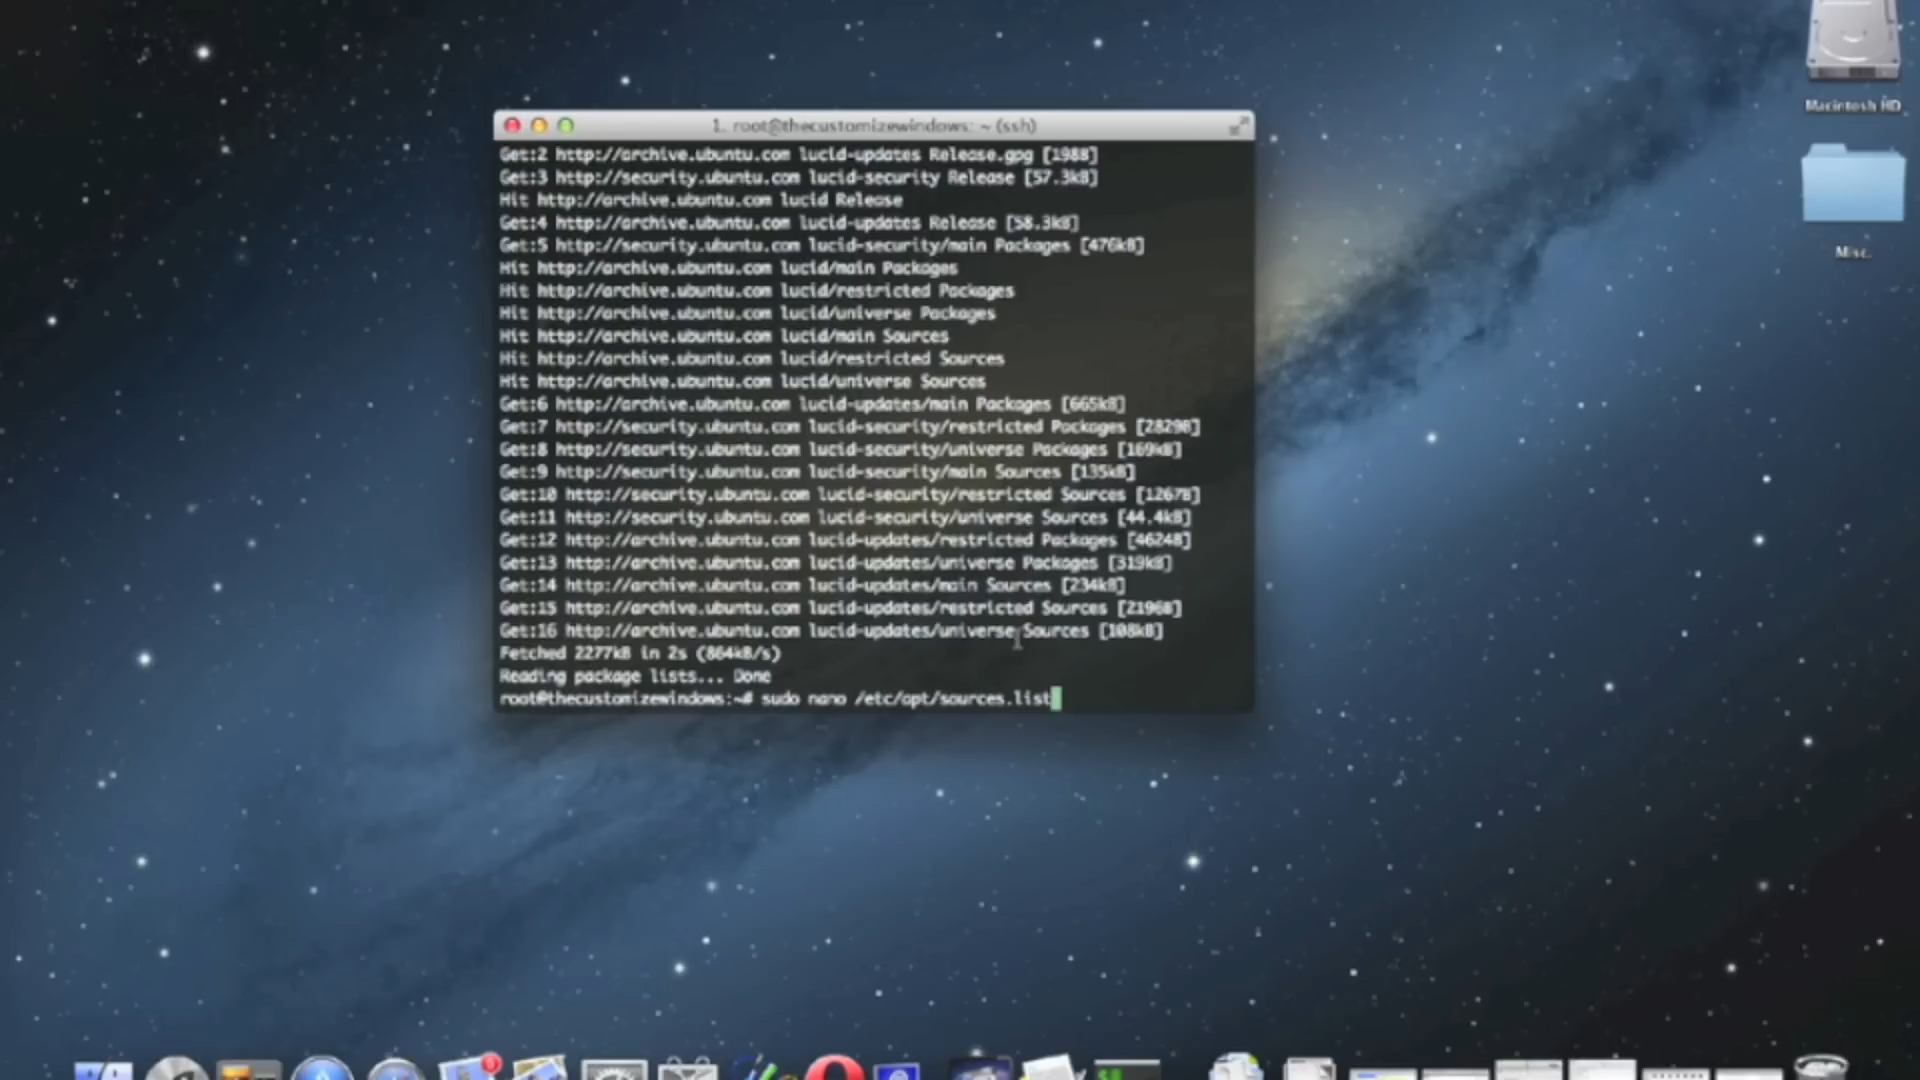 1. root@thecustomizewindows: ~ (ssh)
Get:2 http://archive.ubuntu.com lucid-updates Release.gpg [198B]
Get:3 http://security.ubuntu.com lucid-security Release [57.3kB]
Hit http://archive.ubuntu.com lucid Release
Get:4 http://archive.ubuntu.com lucid-updates Release [58.3kB]
Get:5 http://security.ubuntu.com lucid-security/main Packages [476kB]
Hit http://archive.ubuntu.com lucid/main Packages
Hit http://archive.ubuntu.com lucid/restricted Packages
Hit http://archive.ubuntu.com lucid/universe Packages
Hit http://archive.ubuntu.com lucid/main Sources
Hit http://archive.ubuntu.com lucid/restricted Sources
Hit http://archive.ubuntu.com lucid/universe Sources
Get:6 http://archive.ubuntu.com lucid-updates/main Packages [665kB]
Get:7 http://security.ubuntu.com lucid-security/restricted Packages [2829B]
Get:8 http://security.ubuntu.com lucid-security/universe Packages [169kB]
Get:9 http://security.ubuntu.com lucid-security/main Sources [135kB]
Get:10 http://security.ubuntu.com lucid-security/restricted Sources [1267B]
Get:11 http://security.ubuntu.com lucid-security/universe Sources [44.4kB]
Get:12 http://archive.ubuntu.com lucid-updates/restricted Packages [4624B]
Get:13 http://archive.ubuntu.com lucid-updates/universe Packages [319kB]
Get:14 http://archive.ubuntu.com lucid-updates/main Sources [234kB]
Get:15 http://archive.ubuntu.com lucid-updates/restricted Sources [2196B]
Get:16 http://archive.ubuntu.com lucid-updates/universe Sources [108kB]
Fetched 2277kB in 2s (864kB/s)
Reading package lists... Done
root@thecustomizewindows:~# sudo nano /etc/apt/sources.list
Macintosh HD
Misc.